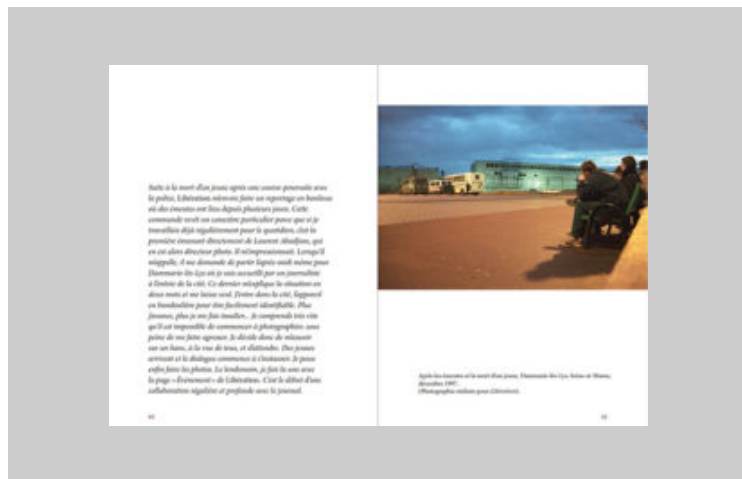 Suite à la mort d'un jeune après une course-poursuite avec
la police, Libération m'envoie faire un reportage en banlieue
où des émeutes ont lieu depuis plusieurs jours. Cette
commande revêt un caractère particulier parce que si je
travaillais déjà régulièrement pour le quotidien, c'est la
première émanant directement de Laurent Abadjian, qui
en est alors directeur photo. Il m'impressionnait. Lorsqu'il
m'appelle, il me demande de partir l'après-midi même pour
Dammarie-lès-Lys où je suis accueilli par un journaliste
à l'entrée de la cité. Ce dernier m'explique la situation en
deux mots et me laisse seul. J'entre dans la cité, l'appareil
en bandoulière pour être facilement identifiable. Plus
j'avance, plus je me fais insulter... Je comprends très vite
qu'il est impossible de commencer à photographier sans
peine de me faire agresser. Je décide donc de m'asseoir
sur un banc, à la vue de tous, et d'attendre. Des jeunes
arrivent et le dialogue commence à s'instaurer. Je peux
enfin faire les photos. Le lendemain, je fais la une avec
la page « Événement » de Libération. C'est le début d'une
collaboration régulière et profonde avec le journal.
Après les émeutes et la mort d'un jeune, Dammarie-lès-Lys, Seine-et-Marne,
décembre 1997.
(Photographie réalisée pour Libération).